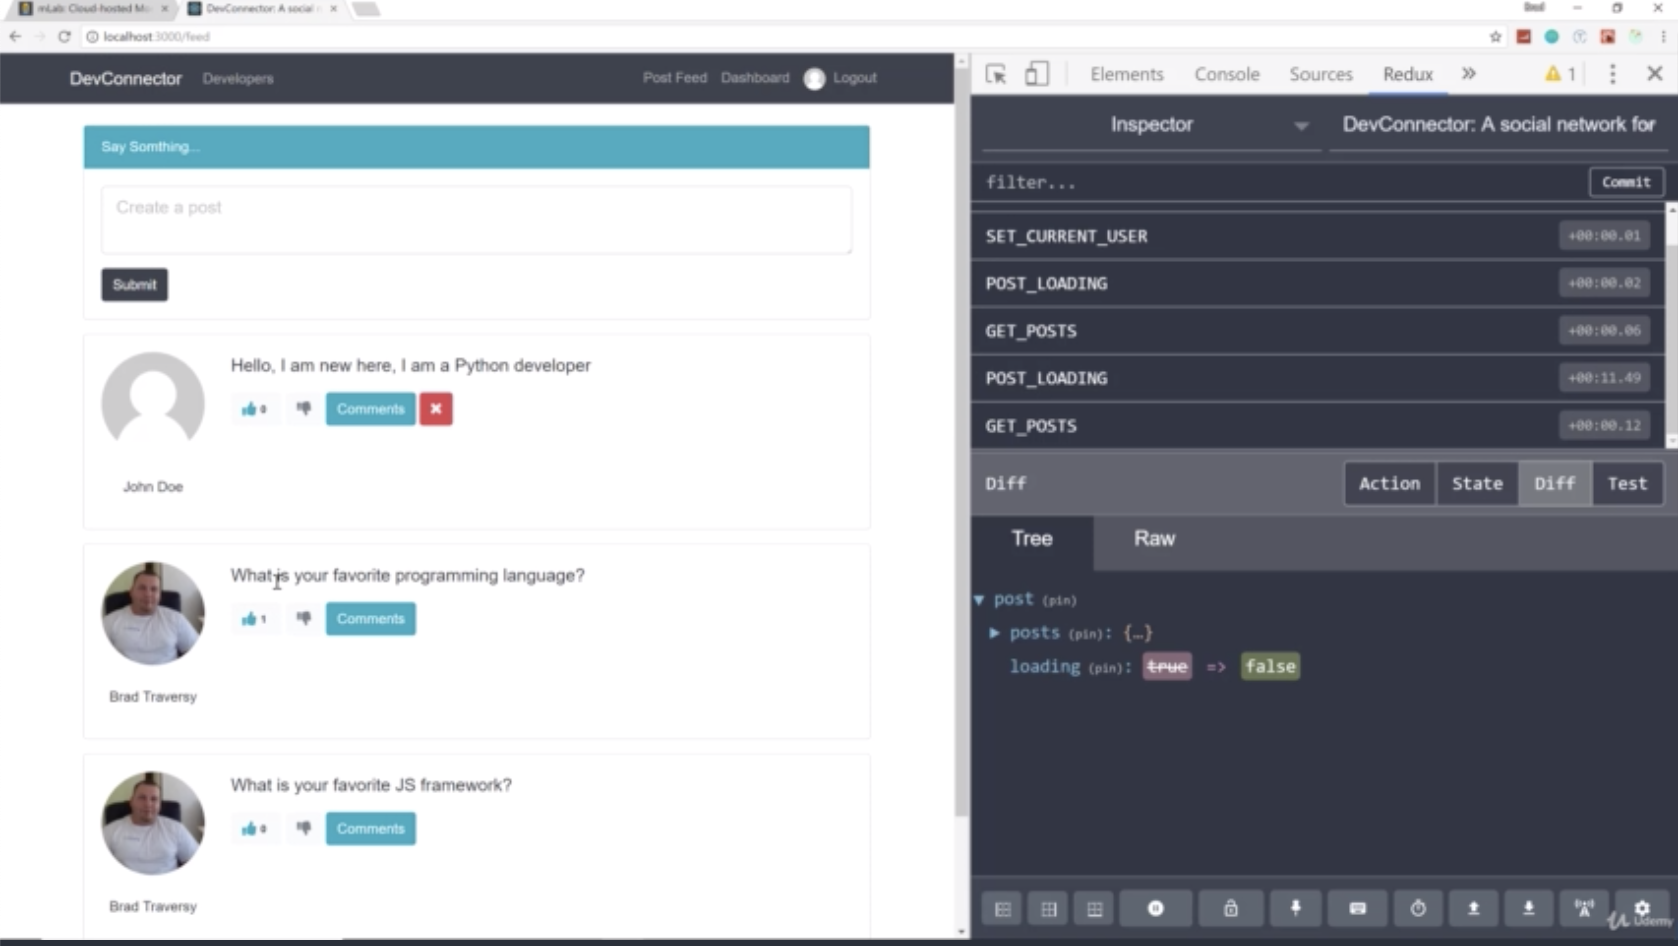 mLab: Cloud-hosted Mo
DevConnector: A social
localhost:3000/feed
DevConnector
Developers
Post Feed
Dashboard
Logout
Say Somthing...
Create a post
Submit
Hello, I am new here, I am a Python developer
0
Comments
John Doe
What is your favorite programming language?
1
Comments
Brad Traversy
What is your favorite JS framework?
0
Comments
Brad Traversy
Elements
Console
Sources
Redux
1
Inspector
DevConnector: A social network for
filter...
Commit
SET_CURRENT_USER
+00:00.01
POST_LOADING
+00:00.02
GET_POSTS
+00:00.06
POST_LOADING
+00:11.49
GET_POSTS
+00:00.12
Diff
Action
State
Diff
Test
Tree
Raw
post (pin)
posts (pin): {…}
loading (pin): true => false
Udemy